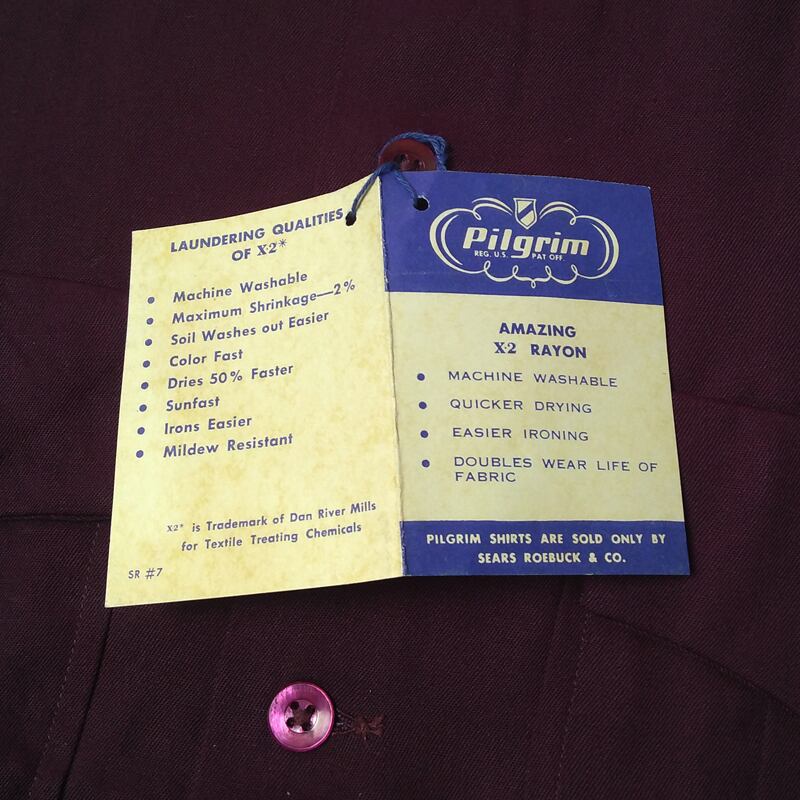 LAUNDERING QUALITIES
OF X-2*
• Machine Washable
• Maximum Shrinkage—2%
• Soil Washes out Easier
• Color Fast
• Dries 50% Faster
• Sunfast
• Irons Easier
• Mildew Resistant
X2* is Trademark of Dan River Mills
for Textile Treating Chemicals
SR #7
Pilgrim
REG. U.S. PAT OFF.
AMAZING
X-2 RAYON
• MACHINE WASHABLE
• QUICKER DRYING
• EASIER IRONING
• DOUBLES WEAR LIFE OF
FABRIC
PILGRIM SHIRTS ARE SOLD ONLY BY
SEARS ROEBUCK & CO.